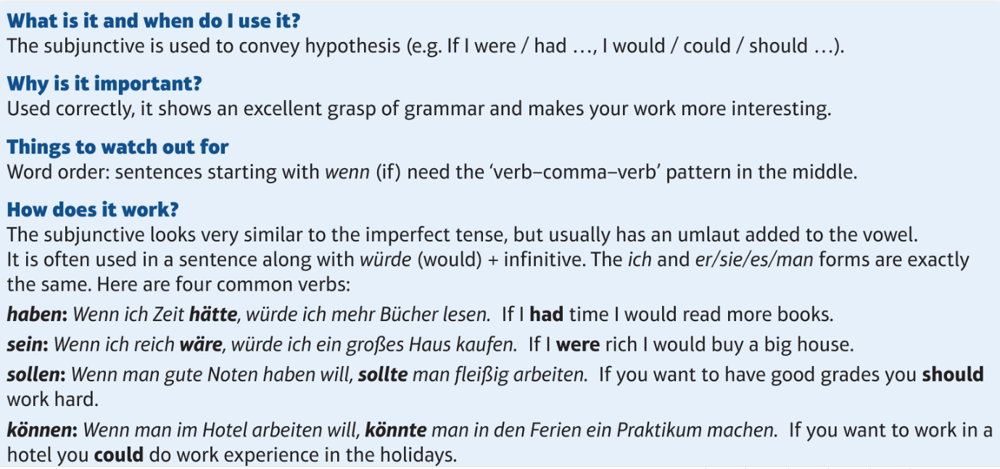 What is it and when do I use it?
The subjunctive is used to convey hypothesis (e.g. If I were / had …, I would / could / should …).
Why is it important?
Used correctly, it shows an excellent grasp of grammar and makes your work more interesting.
Things to watch out for
Word order: sentences starting with wenn (if) need the ‘verb–comma–verb’ pattern in the middle.
How does it work?
The subjunctive looks very similar to the imperfect tense, but usually has an umlaut added to the vowel.
It is often used in a sentence along with würde (would) + infinitive. The ich and er/sie/es/man forms are exactly
the same. Here are four common verbs:
haben: Wenn ich Zeit hätte, würde ich mehr Bücher lesen. If I had time I would read more books.
sein: Wenn ich reich wäre, würde ich ein großes Haus kaufen. If I were rich I would buy a big house.
sollen: Wenn man gute Noten haben will, sollte man fleißig arbeiten. If you want to have good grades you should
work hard.
können: Wenn man im Hotel arbeiten will, könnte man in den Ferien ein Praktikum machen. If you want to work in a
hotel you could do work experience in the holidays.